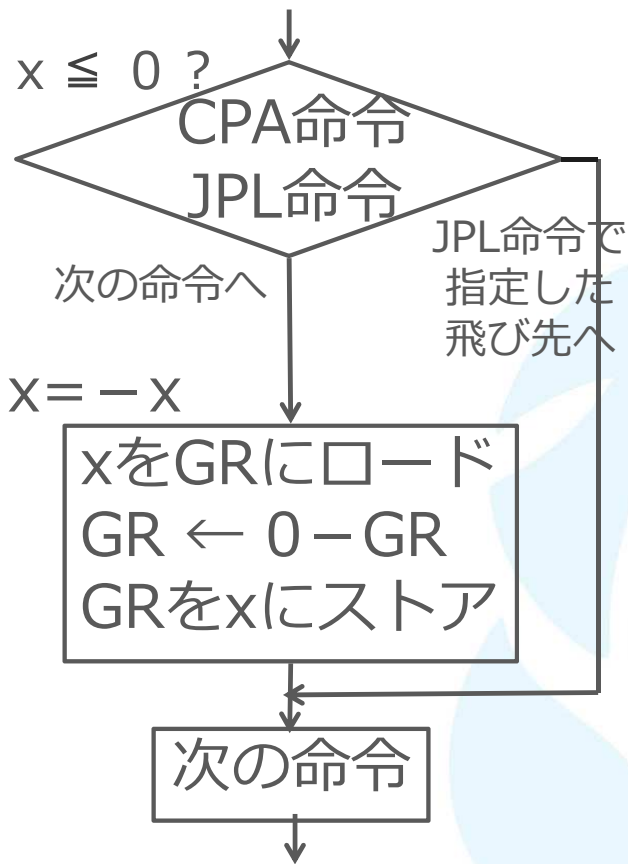 x ≦ 0 ?
CPA命令
JPL命令
JPL命令で
指定した
飛び先へ
次の命令へ
x=－x
xをGRにロード
GR ← 0－GR
GRをxにストア
次の命令